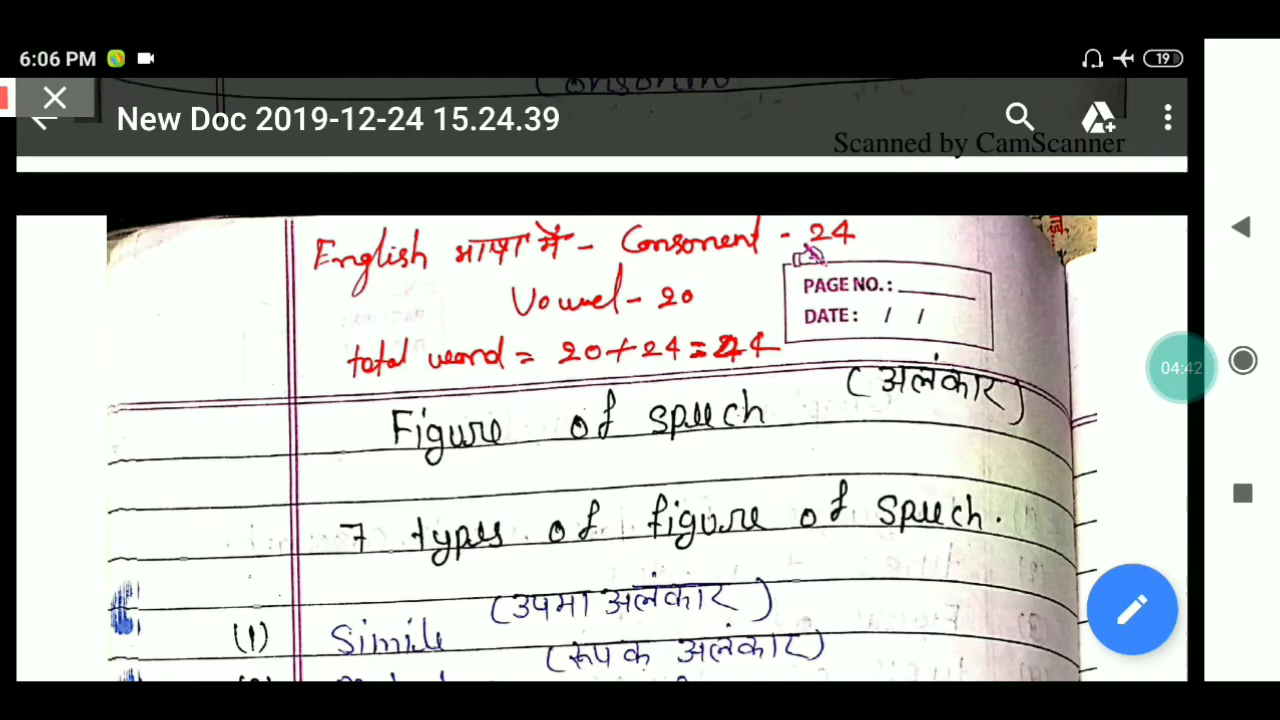 6:06 PM 19
Consonan
New Doc 2019-12-24 15.24.39
Scanned by CamScanner
English भाषा में - Consonent - 24
PAGE NO.:
Vowel - 20
DATE: / /
total word = 20+24=44
Figure of speech (अलंकार)
7 types of figure of speech.
(उपमा अलंकार)
(1) Simile
(रूपक अलंकार)
04:42